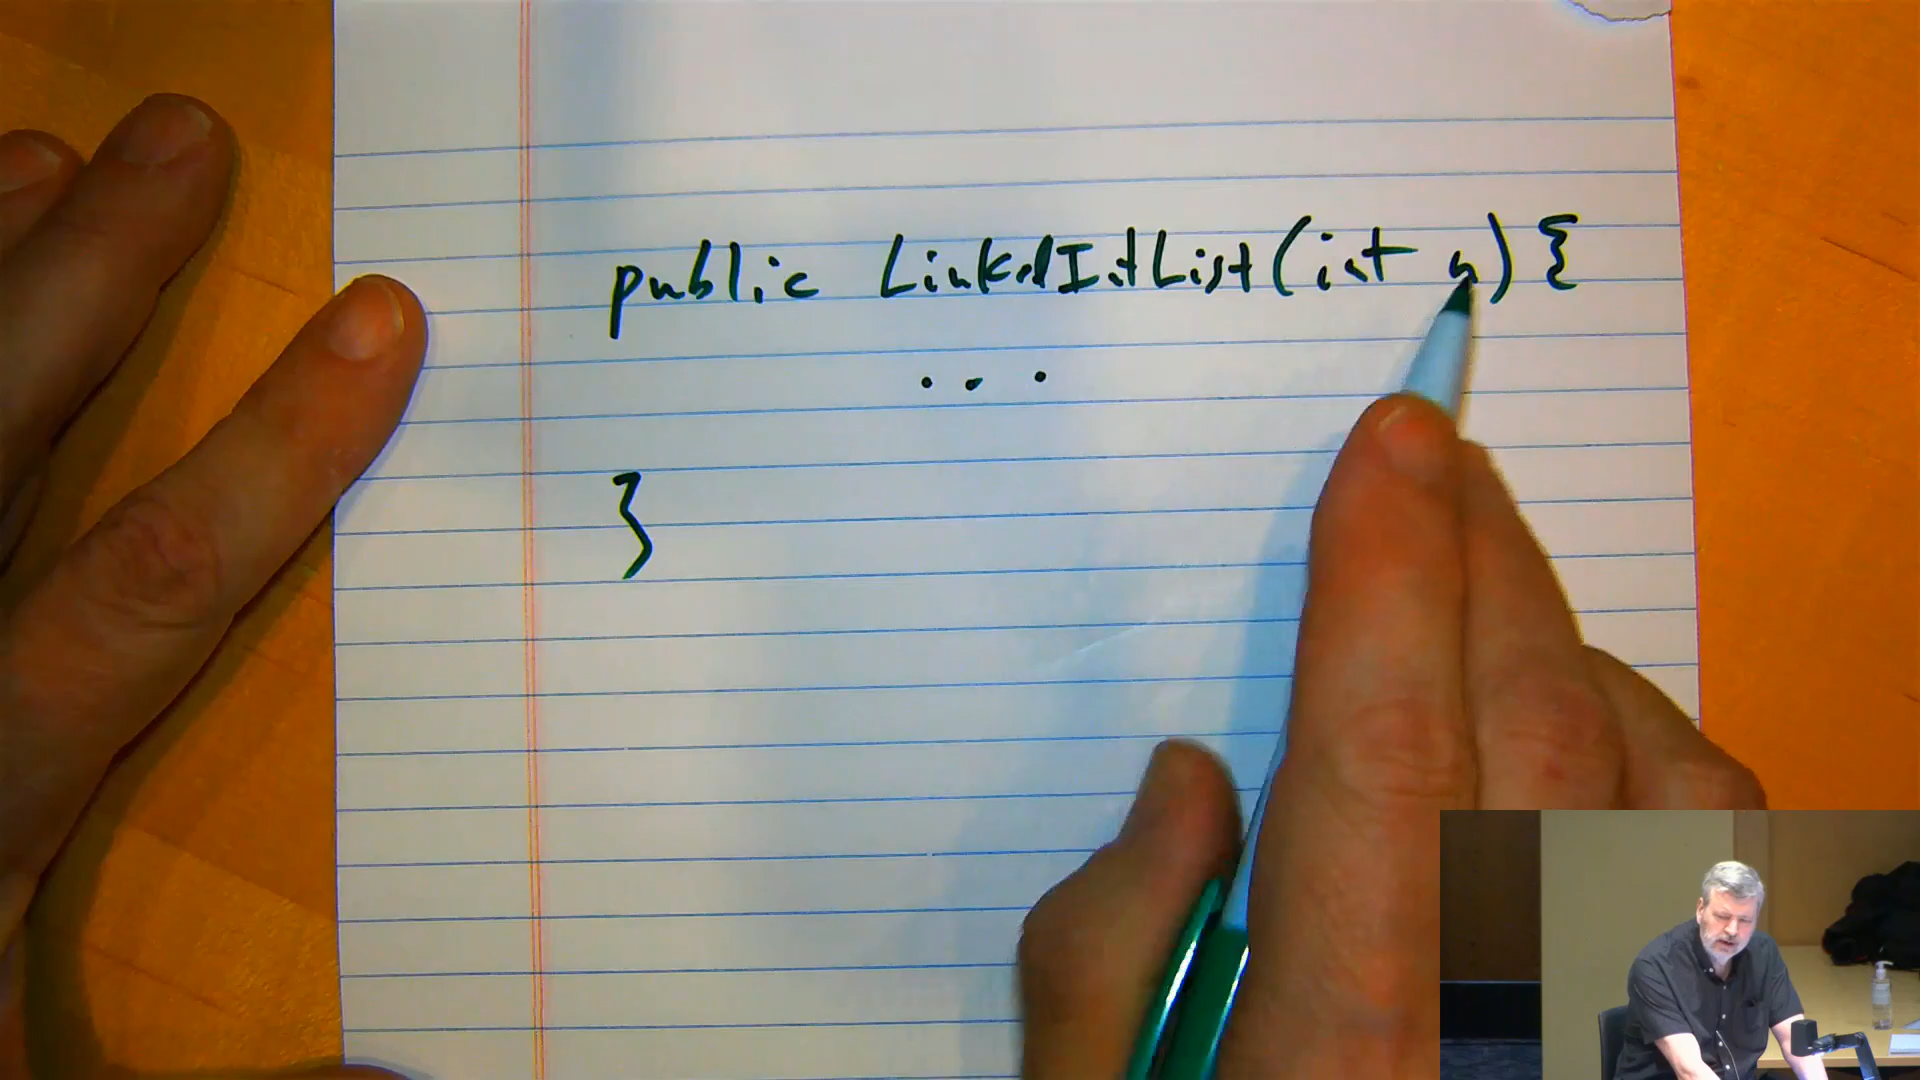 public LinkedIntList(int n) {
. . .
}